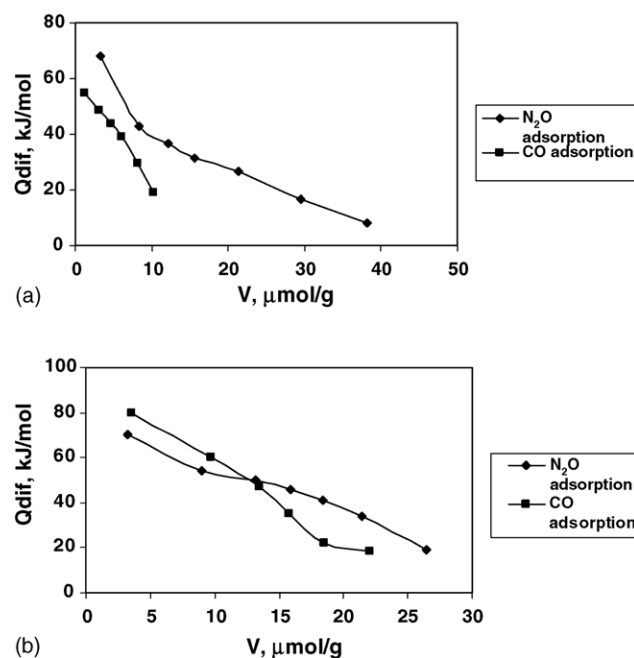 80
60
40
20
0
Qdif, kJ/mol
0 10 20 30 40 50
V, μmol/g
(a)
N₂O
adsorption
CO adsorption
100
80
60
40
20
0
Qdif, kJ/mol
0 5 10 15 20 25 30
V, μmol/g
(b)
N₂O
adsorption
CO
adsorption